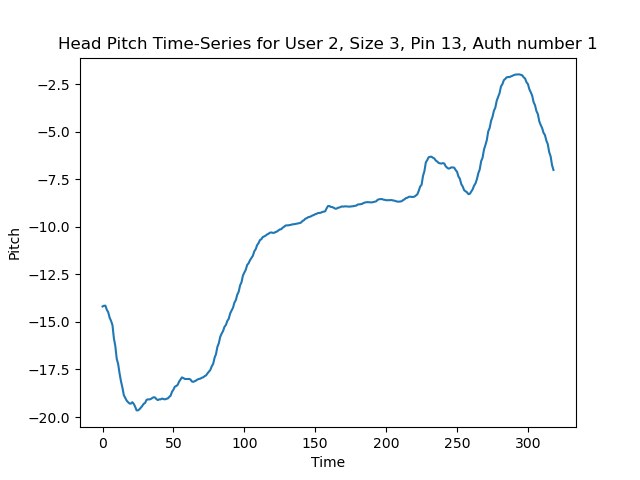 Head Pitch Time-Series for User 2, Size 3, Pin 13, Auth number 1
−2.5
−5.0
−7.5
−10.0
−12.5
−15.0
−17.5
−20.0
Pitch
0 50 100 150 200 250 300
Time